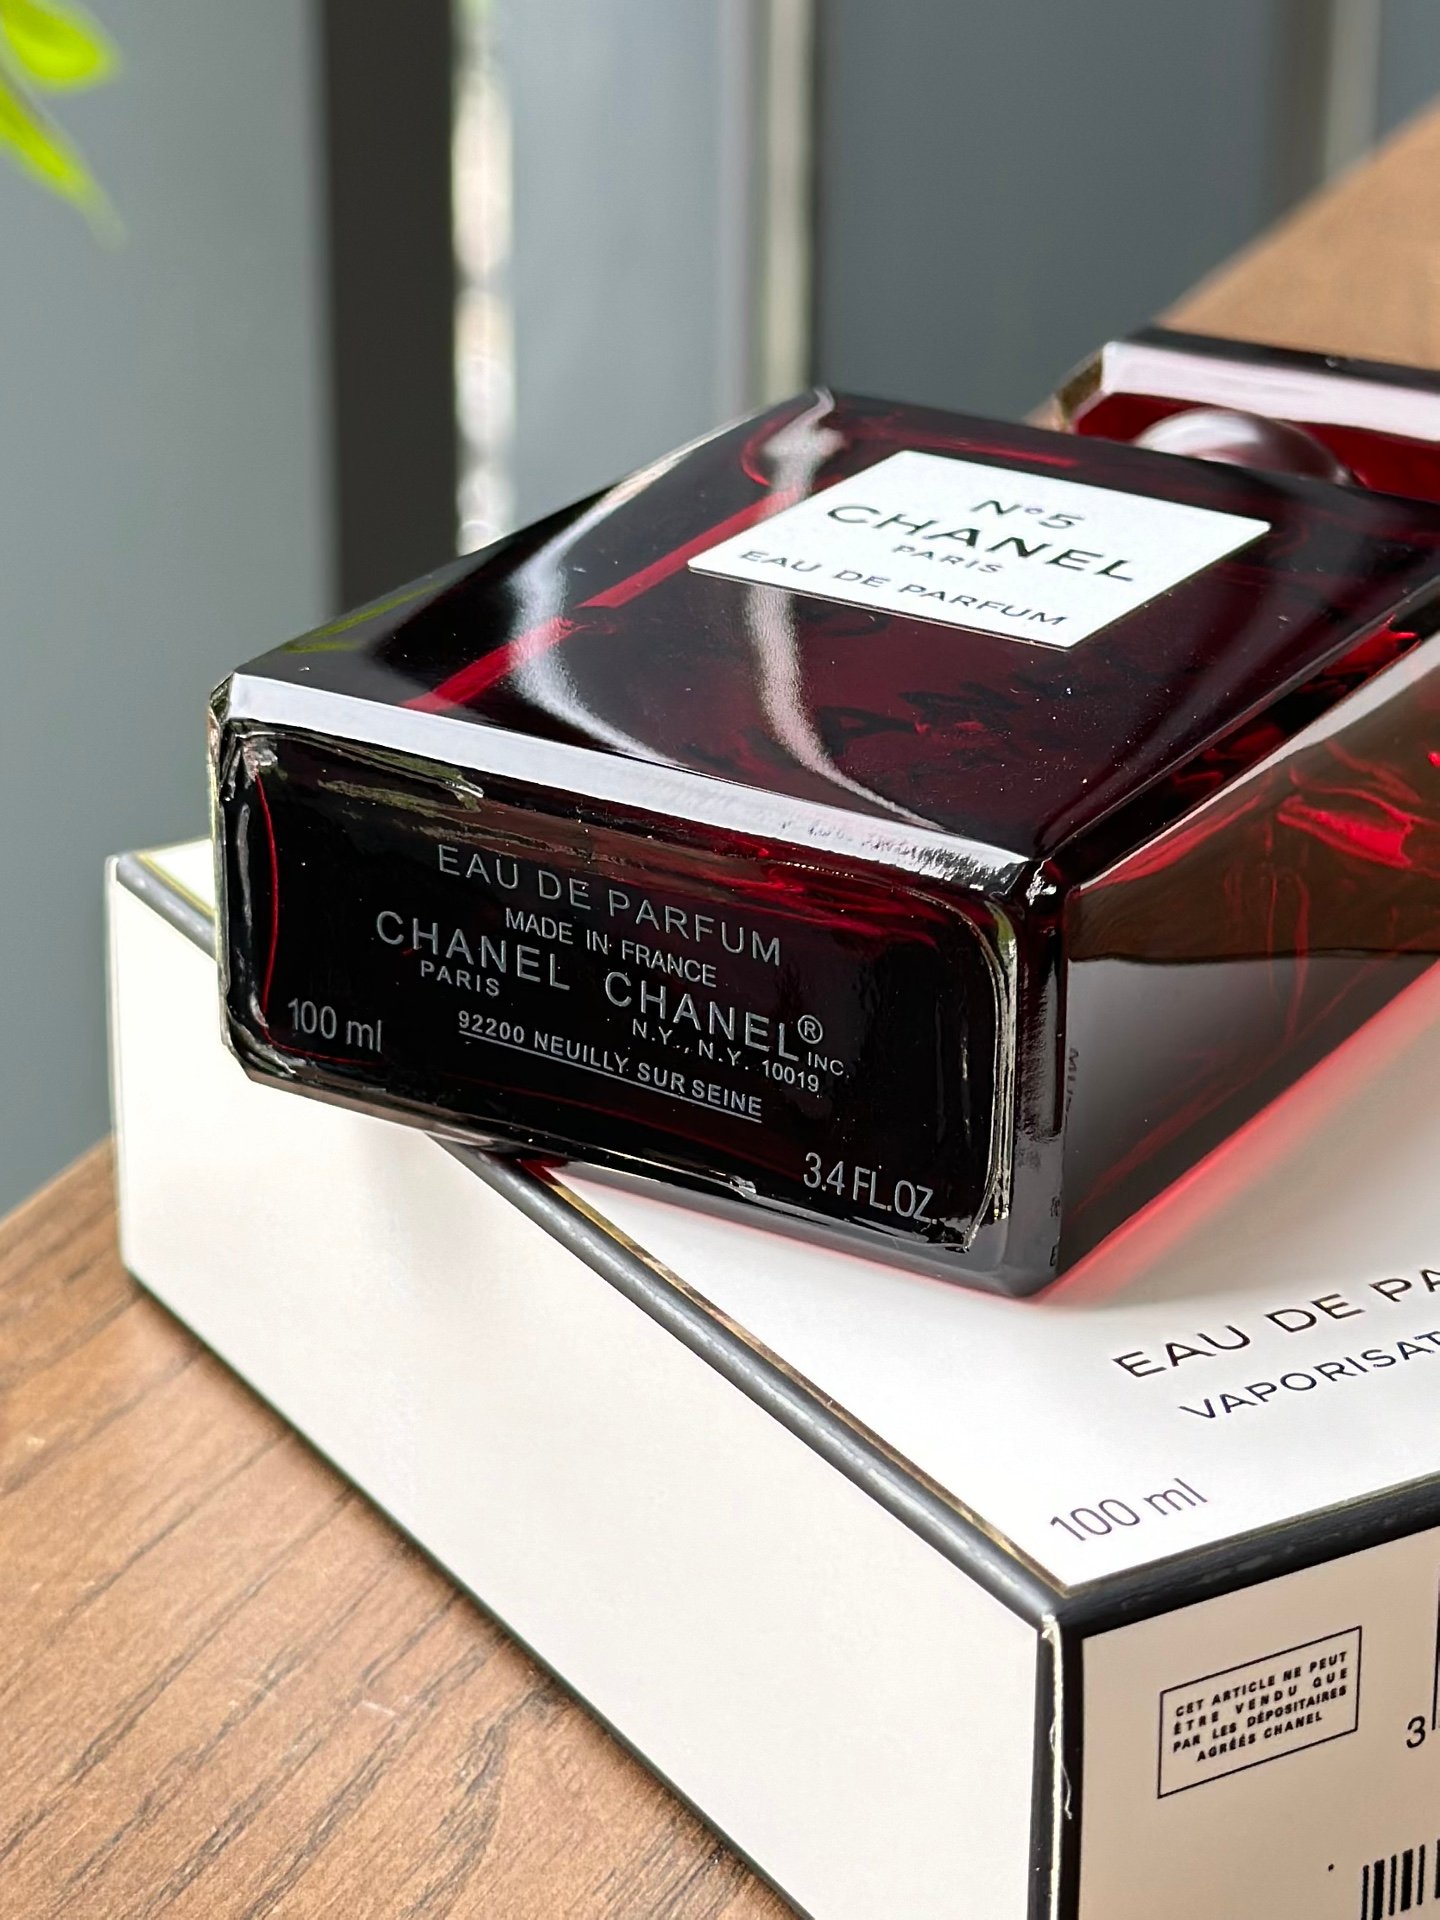 N°5
CHANEL
PARIS
EAU DE PARFUM
EAU DE PARFUM
MADE IN FRANCE
CHANEL CHANEL®
PARIS
INC.
N.Y., N.Y. 10019
92200 NEUILLY SUR SEINE
100 ml
3.4 FL.OZ.
EAU DE PA
VAPORISAT
100 ml
CET ARTICLE NE PEUT
ÊTRE VENDU QUE
PAR LES DÉPOSITAIRES
AGRÉÉS CHANEL
3